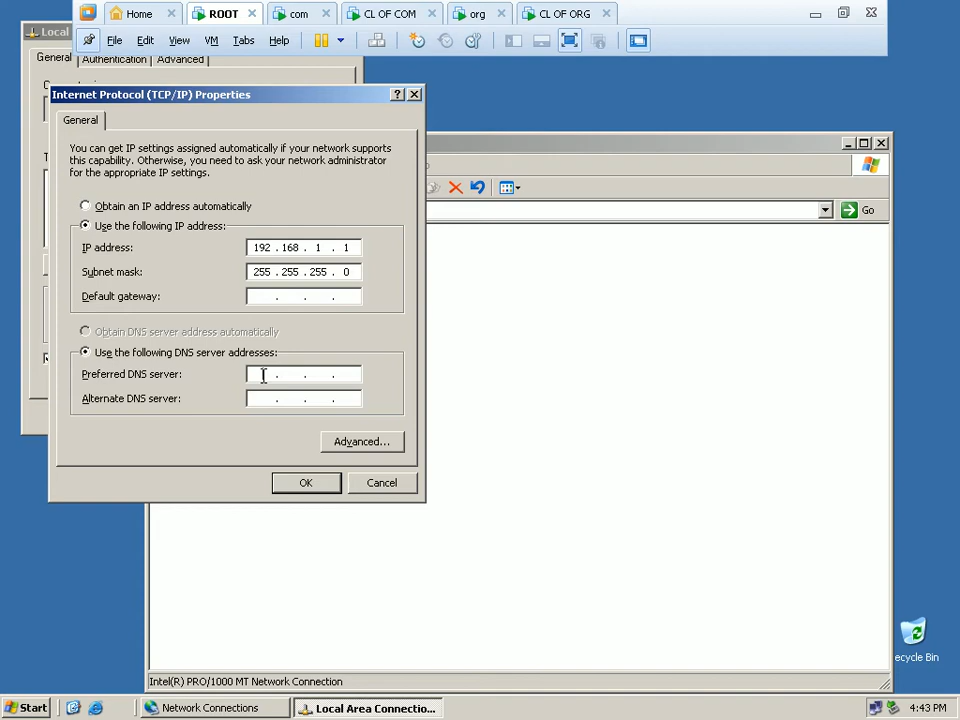 Home
ROOT
com
CL OF COM
org
CL OF ORG
File Edit View VM Tabs Help
Local
General Authentication Advanced
Internet Protocol (TCP/IP) Properties
General
You can get IP settings assigned automatically if your network supports
this capability. Otherwise, you need to ask your network administrator
for the appropriate IP settings.
Obtain an IP address automatically
Use the following IP address:
IP address: 192 . 168 . 1 . 1
Subnet mask: 255 . 255 . 255 . 0
Default gateway: . . .
Obtain DNS server address automatically
Use the following DNS server addresses:
Preferred DNS server: . . .
Alternate DNS server: . . .
Advanced...
OK Cancel
Go
Intel(R) PRO/1000 MT Network Connection
ecycle Bin
Start
Network Connections
Local Area Connectio...
4:43 PM